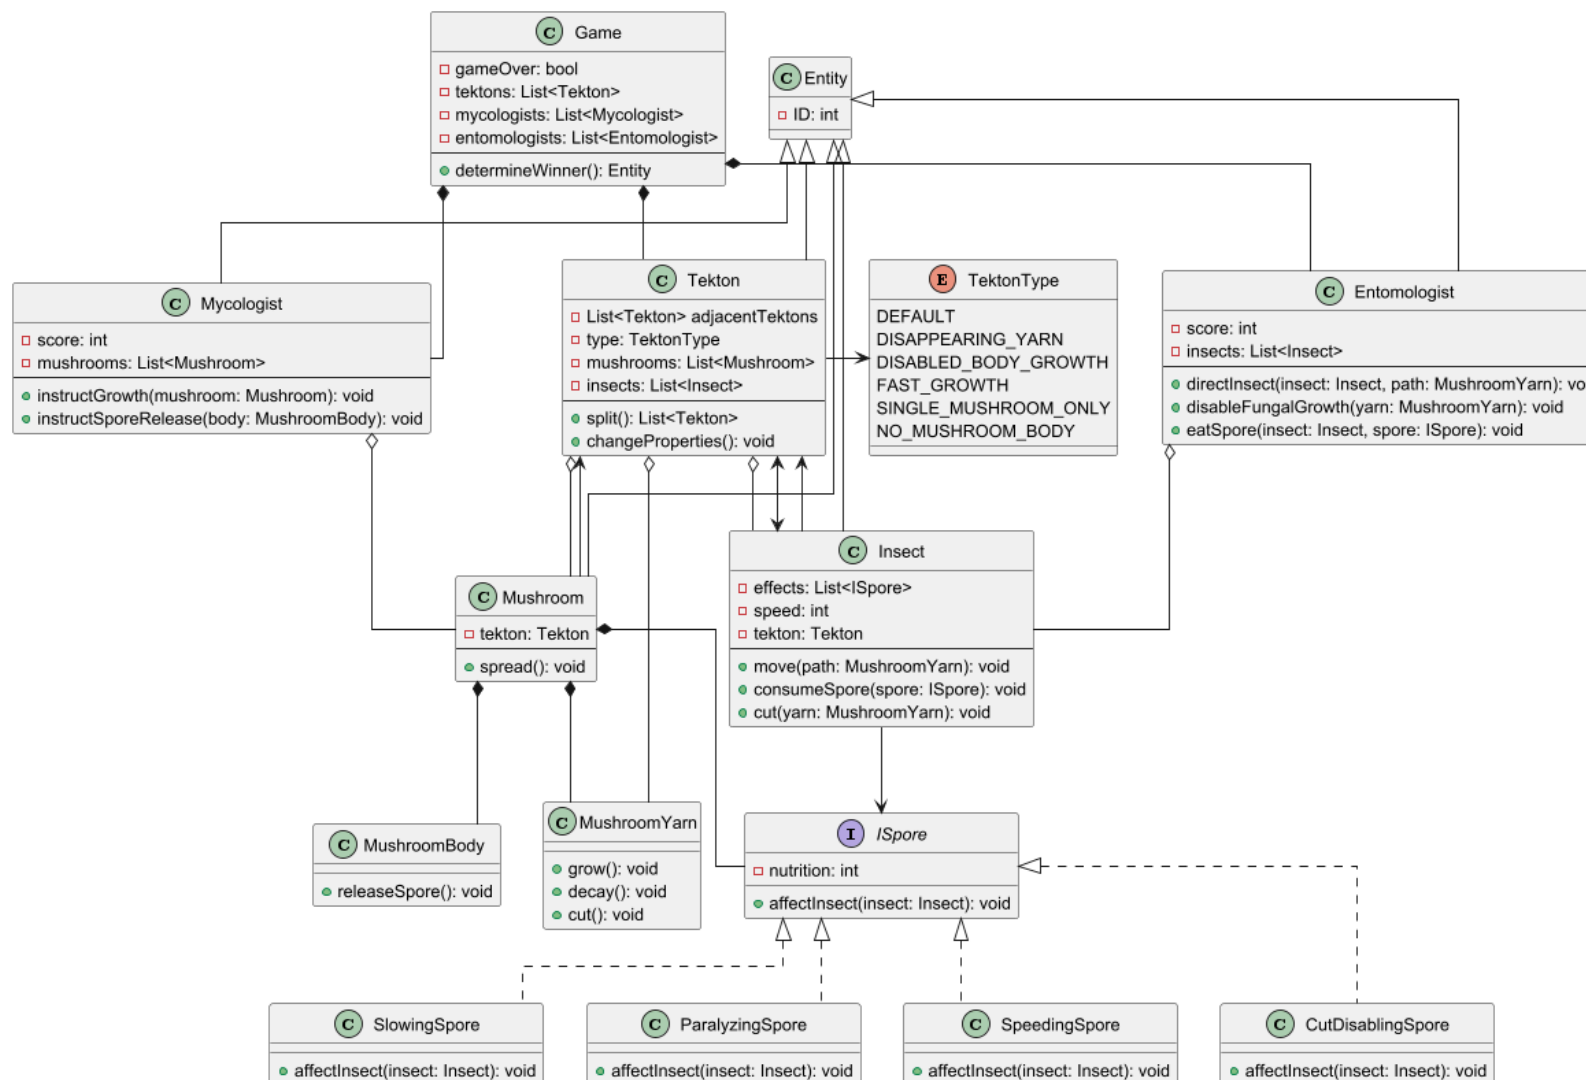 C Game
gameOver: bool
tektons: List<Tekton>
mycologists: List<Mycologist>
entomologists: List<Entomologist>
determineWinner(): Entity
C Entity
ID: int
C Mycologist
score: int
mushrooms: List<Mushroom>
instructGrowth(mushroom: Mushroom): void
instructSporeRelease(body: MushroomBody): void
C Tekton
List<Tekton> adjacentTektons
type: TektonType
mushrooms: List<Mushroom>
insects: List<Insect>
split(): List<Tekton>
changeProperties(): void
E TektonType
DEFAULT
DISAPPEARING_YARN
DISABLED_BODY_GROWTH
FAST_GROWTH
SINGLE_MUSHROOM_ONLY
NO_MUSHROOM_BODY
C Entomologist
score: int
insects: List<Insect>
directInsect(insect: Insect, path: MushroomYarn): vo
disableFungalGrowth(yarn: MushroomYarn): void
eatSpore(insect: Insect, spore: ISpore): void
C Mushroom
tekton: Tekton
spread(): void
C Insect
effects: List<ISpore>
speed: int
tekton: Tekton
move(path: MushroomYarn): void
consumeSpore(spore: ISpore): void
cut(yarn: MushroomYarn): void
C MushroomBody
releaseSpore(): void
C MushroomYarn
grow(): void
decay(): void
cut(): void
I ISpore
nutrition: int
affectInsect(insect: Insect): void
C SlowingSpore
affectInsect(insect: Insect): void
C ParalyzingSpore
affectInsect(insect: Insect): void
C SpeedingSpore
affectInsect(insect: Insect): void
C CutDisablingSpore
affectInsect(insect: Insect): void